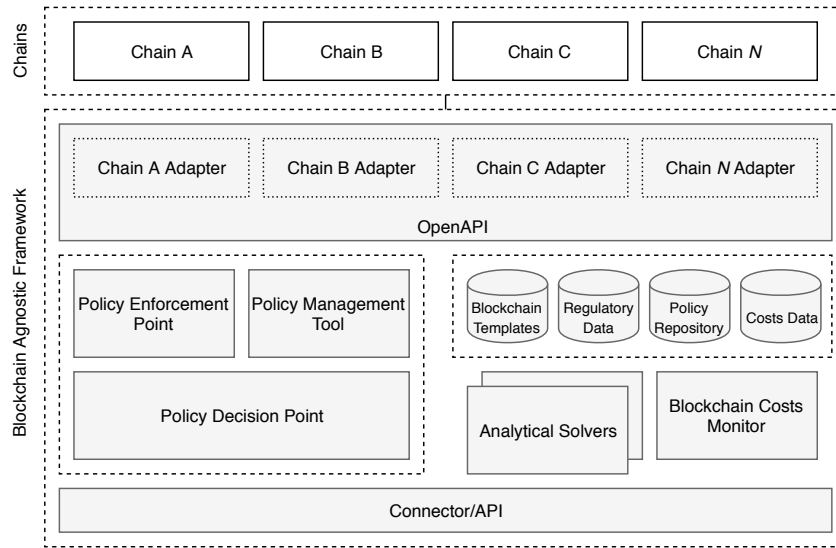 Chains
Chain A
Chain B
Chain C
Chain N
Blockchain Agnostic Framework
Chain A Adapter
Chain B Adapter
Chain C Adapter
Chain N Adapter
OpenAPI
Policy Enforcement
Point
Policy Management
Tool
Policy Decision Point
Blockchain
Templates
Regulatory
Data
Policy
Repository
Costs Data
Analytical Solvers
Blockchain Costs
Monitor
Connector/API